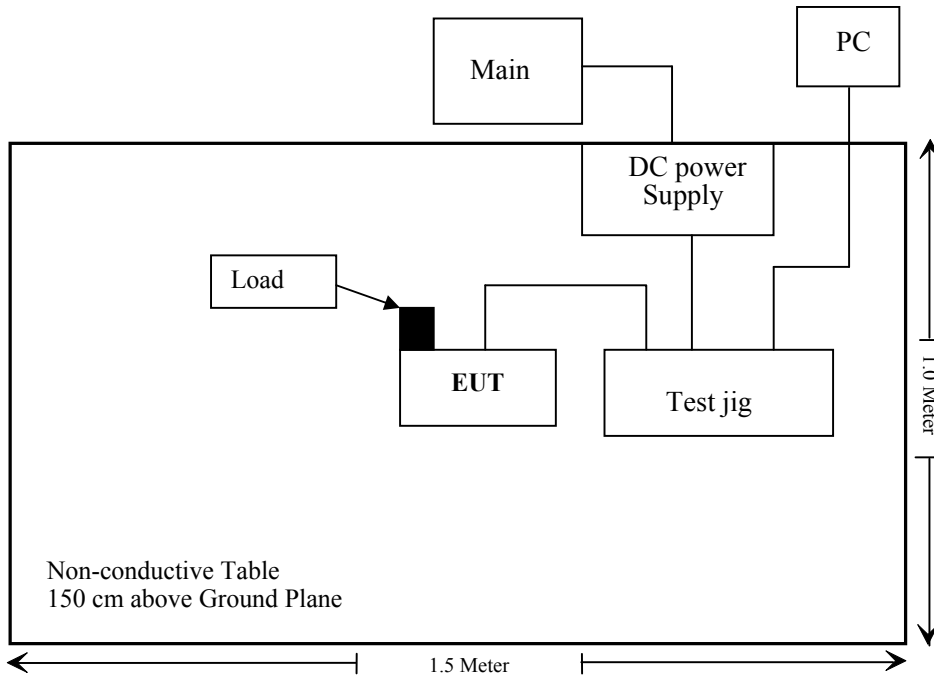 PC
Main
DC power
Supply
Load
EUT
Test jig
1.0 Meter
Non-conductive Table
150 cm above Ground Plane
1.5 Meter